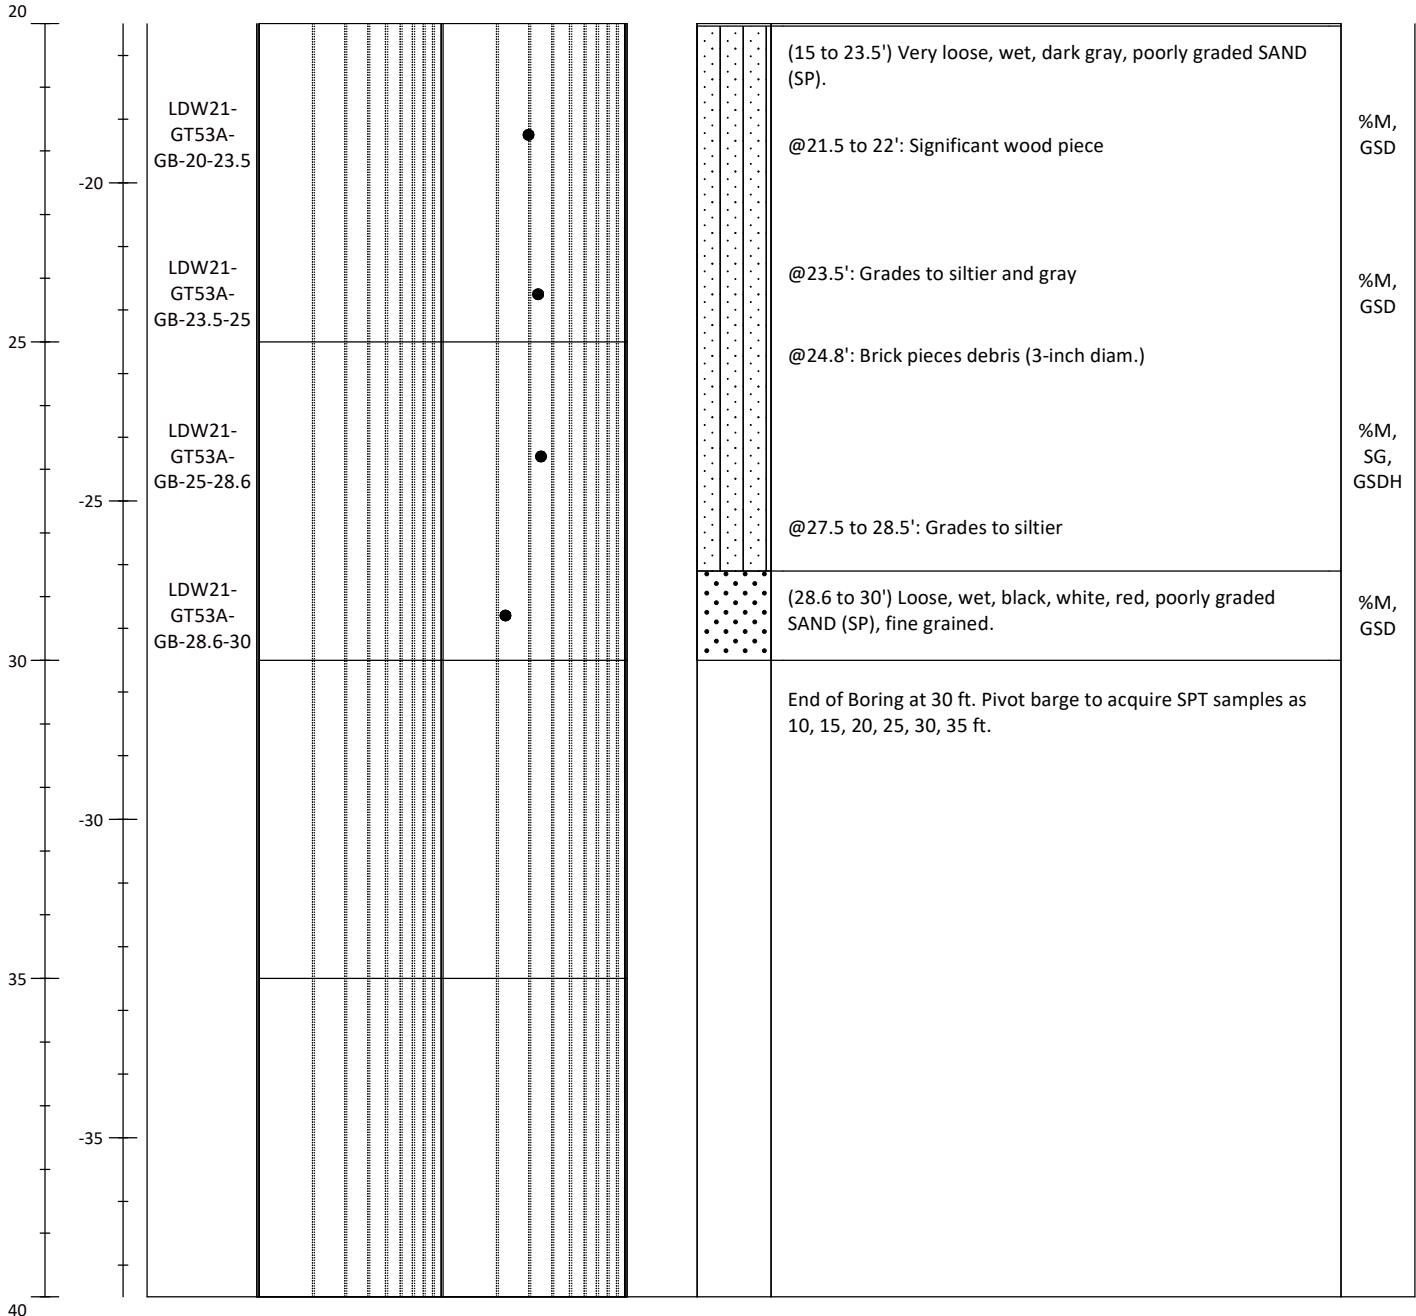 20
(15 to 23.5') Very loose, wet, dark gray, poorly graded SAND
(SP).
LDW21-
GT53A-
GB-20-23.5
%M,
GSD
@21.5 to 22': Significant wood piece
-20
LDW21-
GT53A-
GB-23.5-25
@23.5': Grades to siltier and gray
%M,
GSD
25
@24.8': Brick pieces debris (3-inch diam.)
LDW21-
GT53A-
GB-25-28.6
%M,
SG,
GSDH
-25
@27.5 to 28.5': Grades to siltier
LDW21-
GT53A-
GB-28.6-30
(28.6 to 30') Loose, wet, black, white, red, poorly graded
SAND (SP), fine grained.
%M,
GSD
30
End of Boring at 30 ft. Pivot barge to acquire SPT samples as
10, 15, 20, 25, 30, 35 ft.
-30
35
-35
40